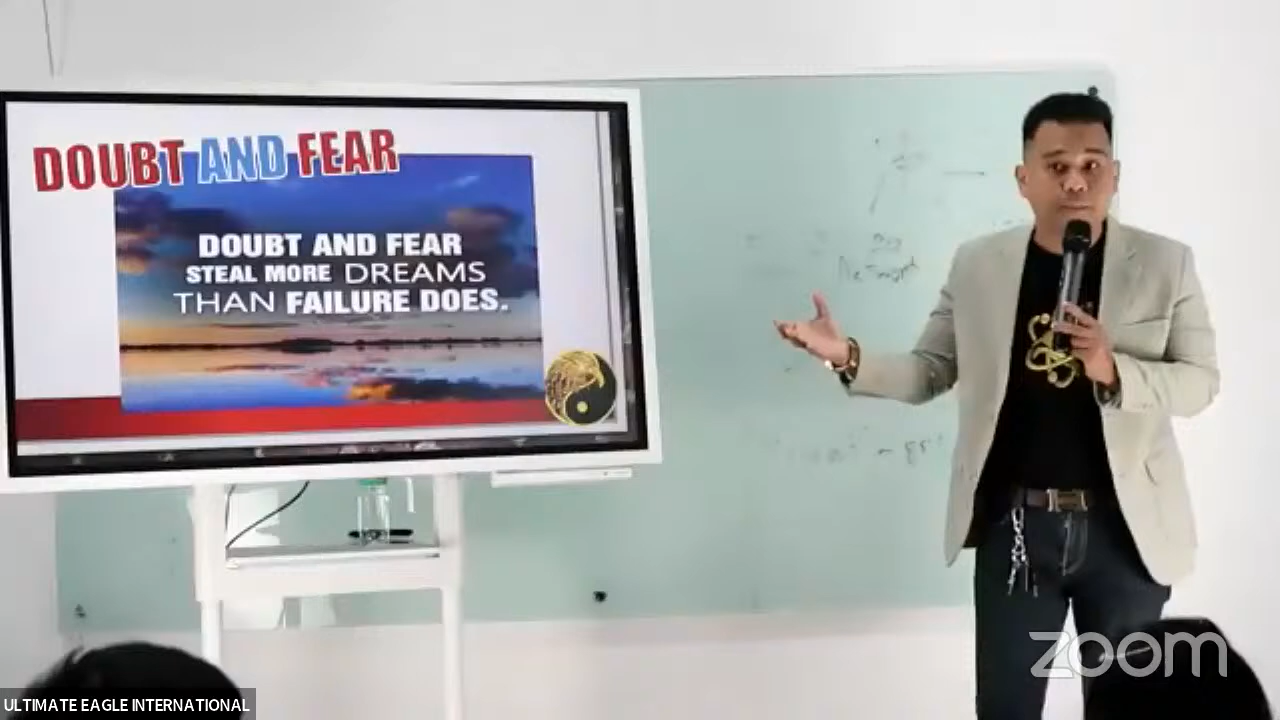 DOUBT AND FEAR
DOUBT AND FEAR
STEAL MORE DREAMS
THAN FAILURE DOES.
zoom
ULTIMATE EAGLE INTERNATIONAL